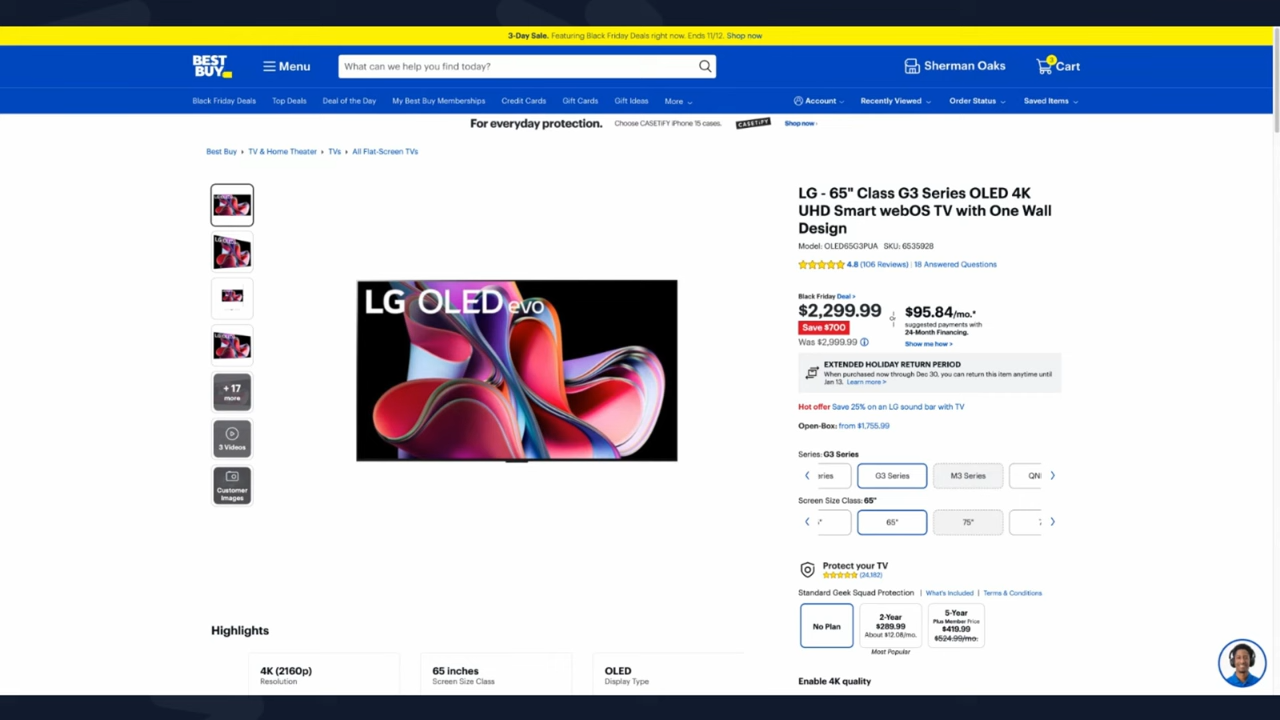 3-Day Sale. Featuring Black Friday Deals right now. Ends 11/12. Shop now
BEST BUY
Menu
What can we help you find today?
Sherman Oaks
3
Cart
Black Friday Deals
Top Deals
Deal of the Day
My Best Buy Memberships
Credit Cards
Gift Cards
Gift Ideas
More
Account
Recently Viewed
Order Status
Saved Items
For everyday protection.
Choose CASETiFY iPhone 15 cases.
CASETiFY
Shop now
Best Buy
TV & Home Theater
TVs
All Flat-Screen TVs
+ 17
more
3 Videos
Customer
Images
LG OLED evo
LG - 65" Class G3 Series OLED 4K
UHD Smart webOS TV with One Wall
Design
Model: OLED65G3PUA SKU: 6535928
4.8 (106 Reviews) | 18 Answered Questions
Black Friday Deal >
$2,299.99
Save $700
Was $2,999.99
or
$95.84/mo.*
suggested payments with
24-Month Financing.
Show me how >
EXTENDED HOLIDAY RETURN PERIOD
When purchased now through Dec 30, you can return this item anytime until
Jan 13. Learn more >
Hot offer Save 25% on an LG sound bar with TV
Open-Box: from $1,755.99
Series: G3 Series
eries
G3 Series
M3 Series
QN
Screen Size Class: 65"
65"
75"
Protect your TV
(24,182)
Standard Geek Squad Protection | What's Included | Terms & Conditions
No Plan
2-Year
$289.99
About $12.08/mo.
Most Popular
5-Year
Plus Member Price
$419.99
$524.99/mo.
Enable 4K quality
Highlights
4K (2160p)
Resolution
65 inches
Screen Size Class
OLED
Display Type